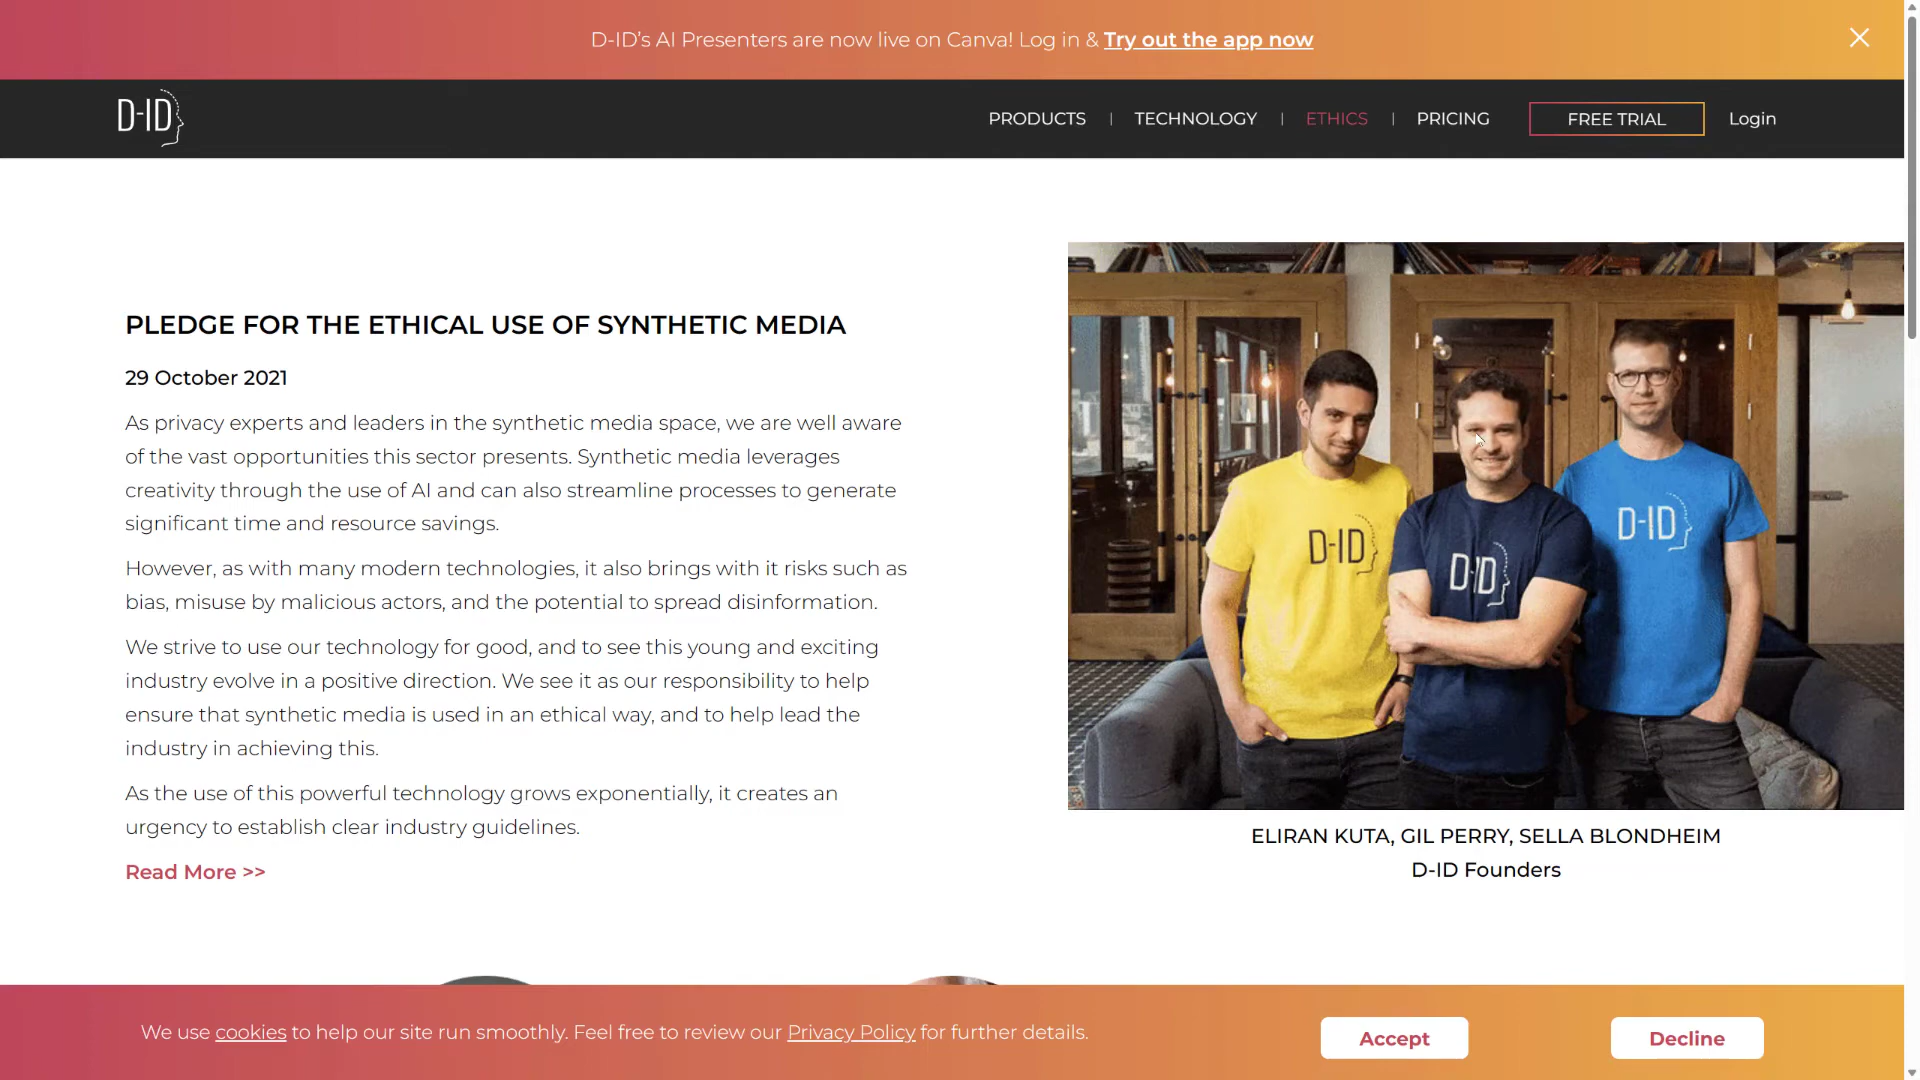 D-ID’s AI Presenters are now live on Canva! Log in & Try out the app now
D-ID
PRODUCTS | TECHNOLOGY | ETHICS | PRICING
FREE TRIAL
Login
PLEDGE FOR THE ETHICAL USE OF SYNTHETIC MEDIA
29 October 2021
As privacy experts and leaders in the synthetic media space, we are well aware
of the vast opportunities this sector presents. Synthetic media leverages
creativity through the use of AI and can also streamline processes to generate
significant time and resource savings.
However, as with many modern technologies, it also brings with it risks such as
bias, misuse by malicious actors, and the potential to spread disinformation.
We strive to use our technology for good, and to see this young and exciting
industry evolve in a positive direction. We see it as our responsibility to help
ensure that synthetic media is used in an ethical way, and to help lead the
industry in achieving this.
As the use of this powerful technology grows exponentially, it creates an
urgency to establish clear industry guidelines.
Read More >>
D-ID
D-ID
D-ID
ELIRAN KUTA, GIL PERRY, SELLA BLONDHEIM
D-ID Founders
We use cookies to help our site run smoothly. Feel free to review our Privacy Policy for further details.
Accept
Decline